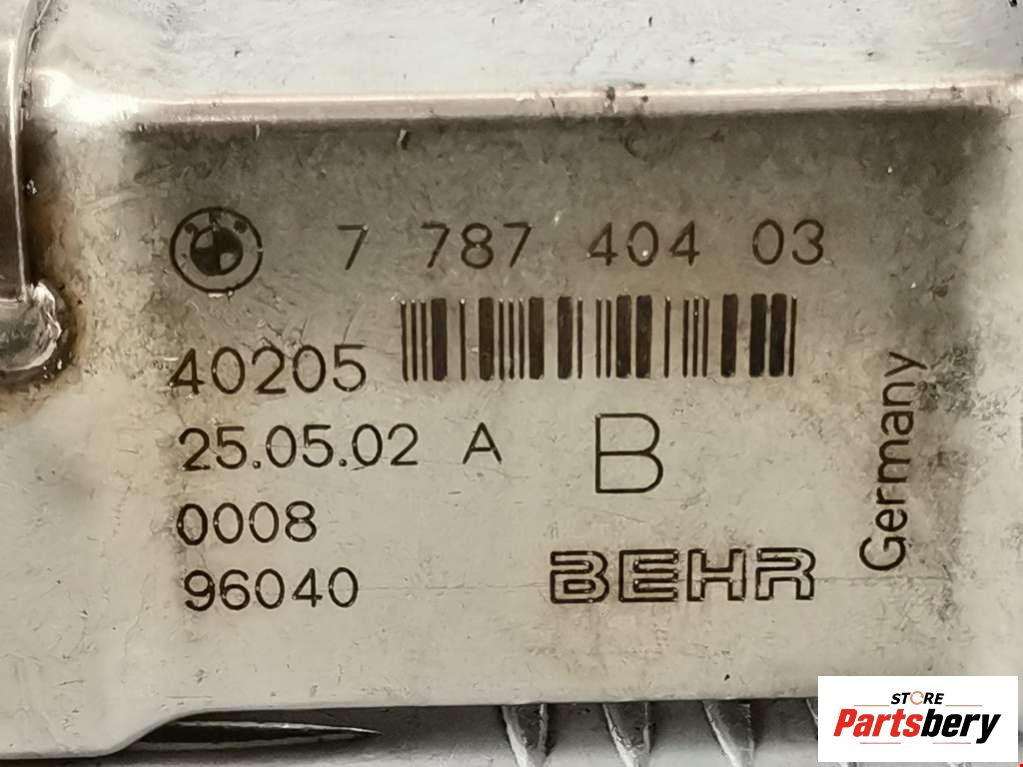 7 787 404 03
40205
25.05.02 A B
0008
96040
BEHR
Germany
STORE
Partsbery